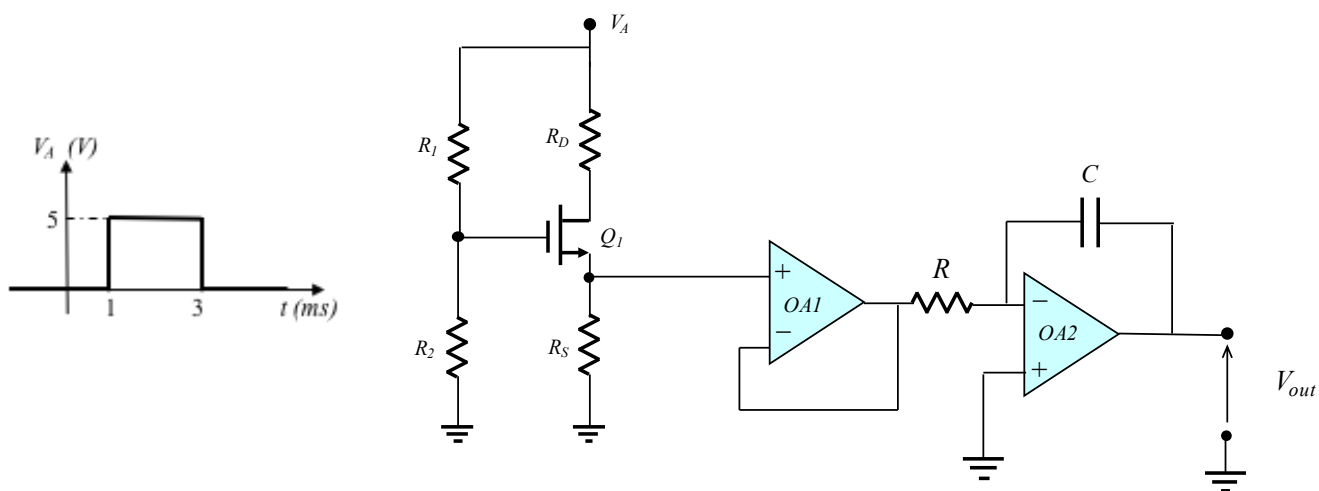 V_A (V)
5
1
3
t (ms)
V_A
R_1
R_D
Q_1
R_2
R_S
+
OA1
−
R
C
−
OA2
+
V_out